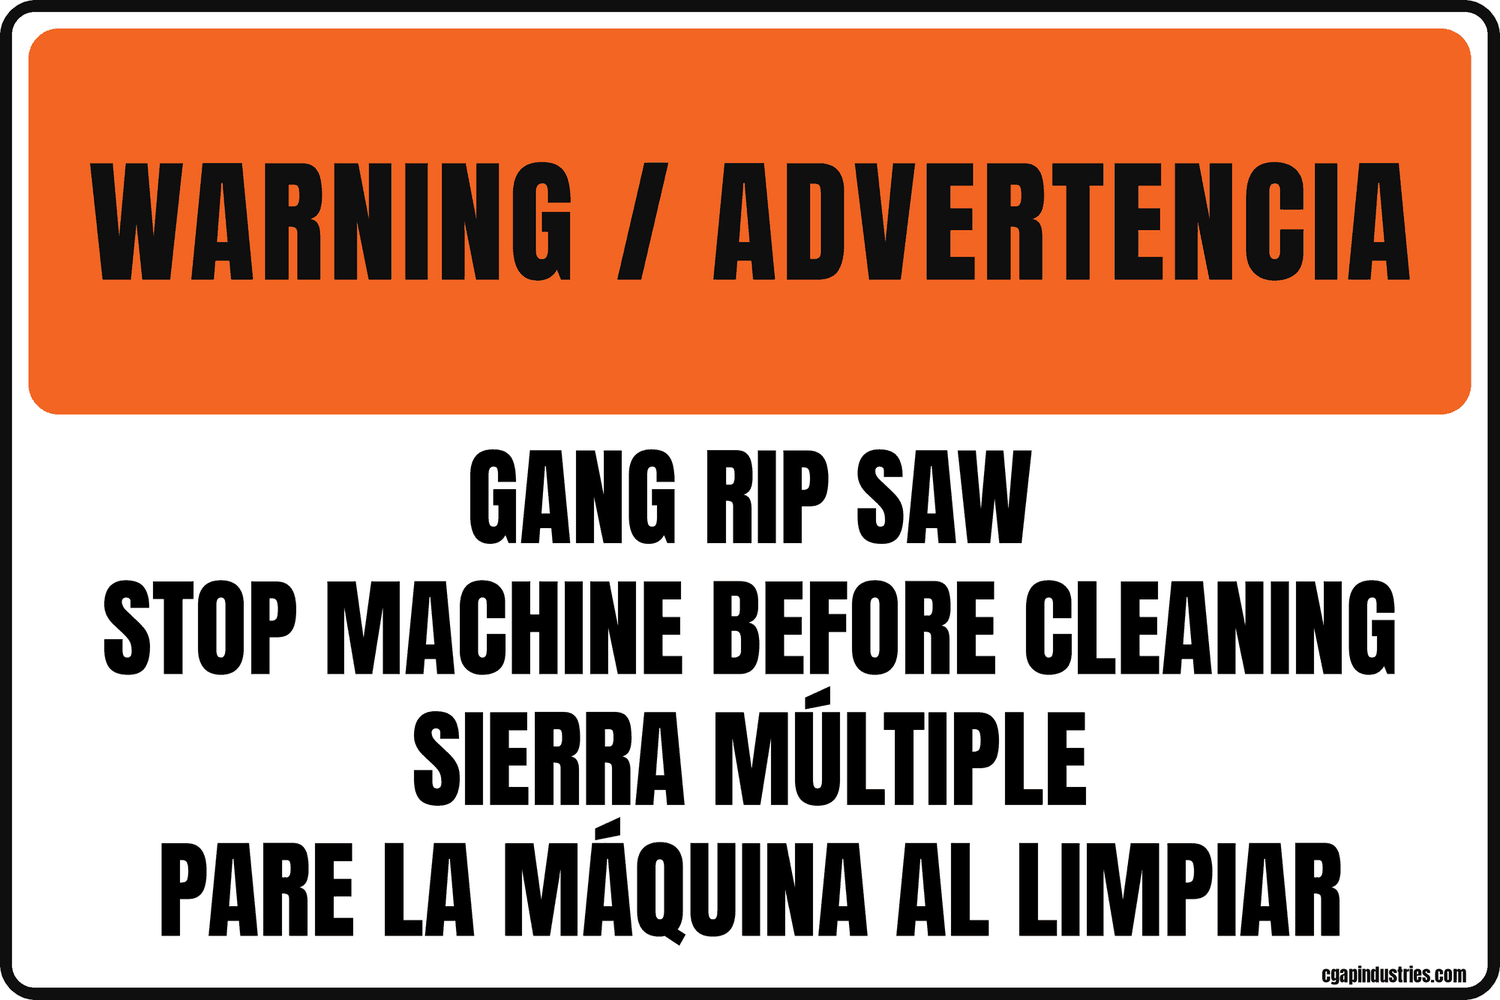 WARNING / ADVERTENCIA
GANG RIP SAW
STOP MACHINE BEFORE CLEANING
SIERRA MÚLTIPLE
PARE LA MÁQUINA AL LIMPIAR
cgapindustries.com